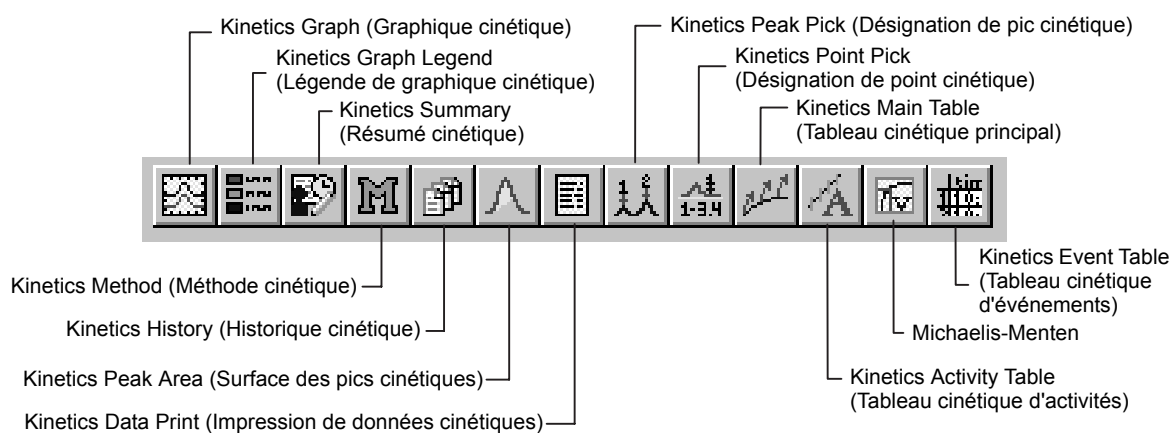 Kinetics Graph (Graphique cinétique)
Kinetics Graph Legend
(Légende de graphique cinétique)
Kinetics Summary
(Résumé cinétique)
Kinetics Peak Pick (Désignation de pic cinétique)
Kinetics Point Pick
(Désignation de point cinétique)
Kinetics Main Table
(Tableau cinétique principal)
M
1-3.4
A
Kinetics Method (Méthode cinétique)
Kinetics History (Historique cinétique)
Kinetics Peak Area (Surface des pics cinétiques)
Kinetics Data Print (Impression de données cinétiques)
Kinetics Event Table
(Tableau cinétique
d'événements)
Michaelis-Menten
Kinetics Activity Table
(Tableau cinétique d'activités)